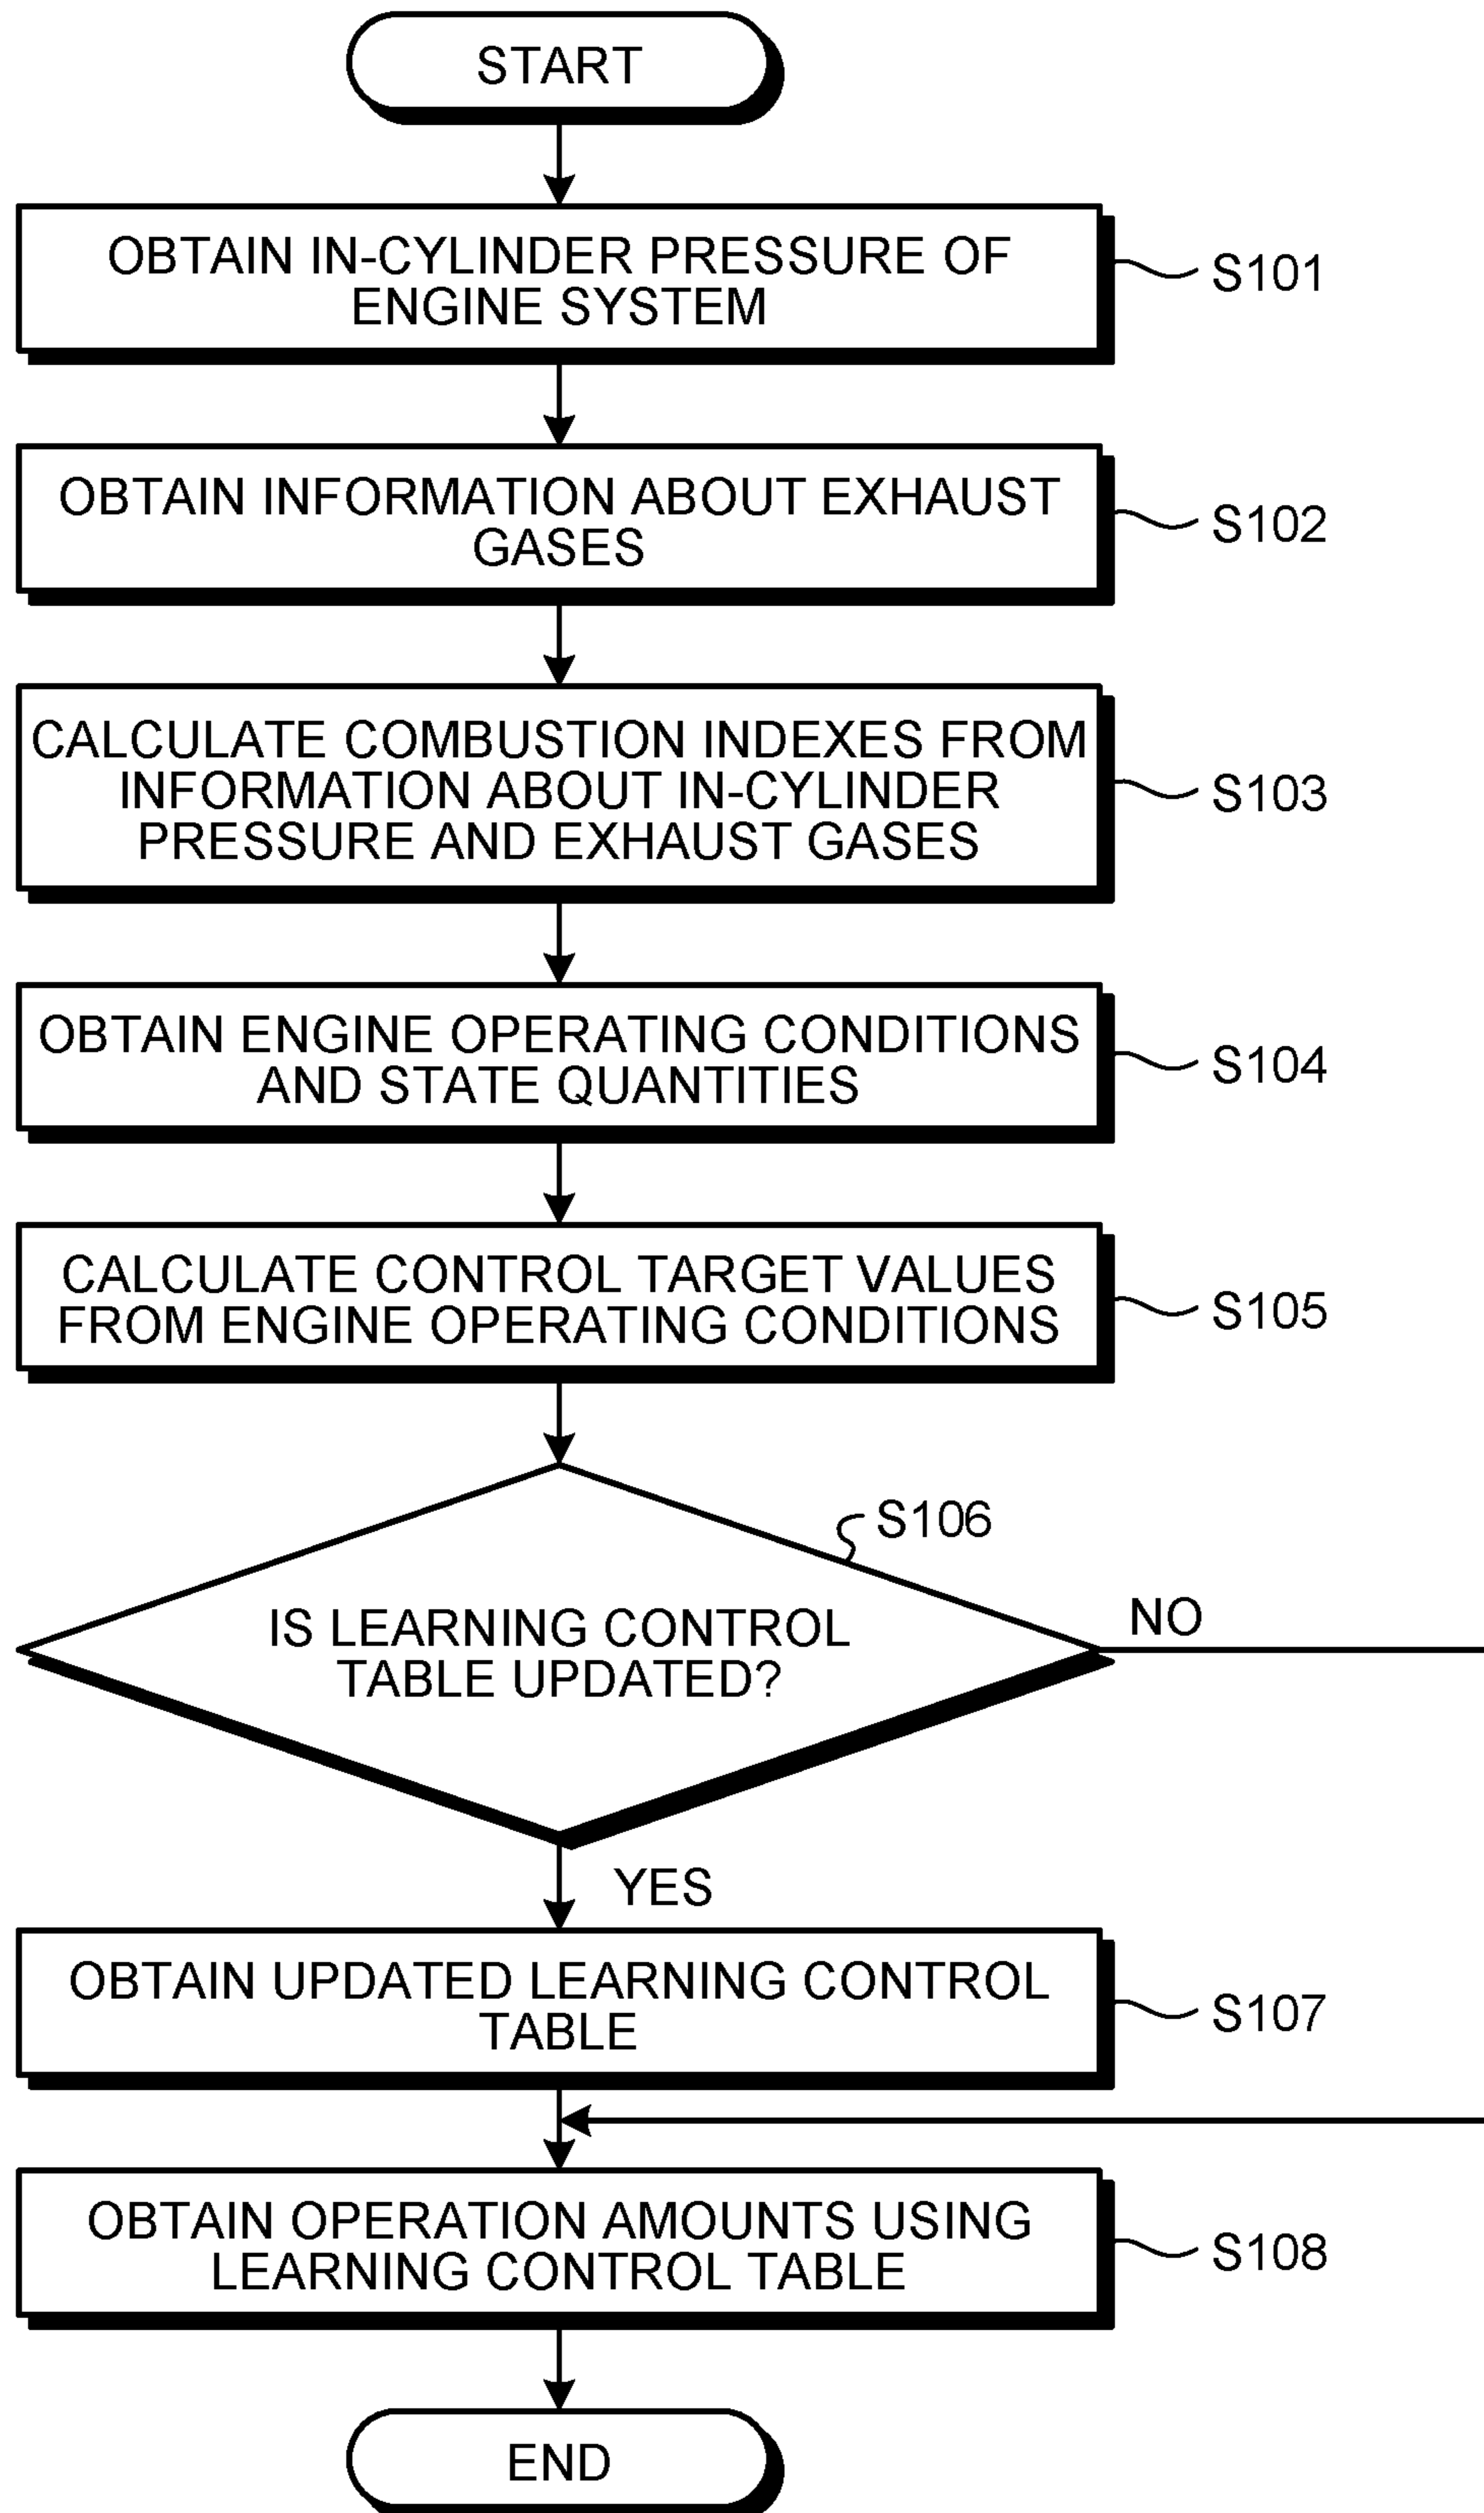 START
OBTAIN IN-CYLINDER PRESSURE OF
ENGINE SYSTEM
S101
OBTAIN INFORMATION ABOUT EXHAUST
GASES
S102
CALCULATE COMBUSTION INDEXES FROM
INFORMATION ABOUT IN-CYLINDER
PRESSURE AND EXHAUST GASES
S103
OBTAIN ENGINE OPERATING CONDITIONS
AND STATE QUANTITIES
S104
CALCULATE CONTROL TARGET VALUES
FROM ENGINE OPERATING CONDITIONS
S105
S106
IS LEARNING CONTROL
TABLE UPDATED?
NO
YES
OBTAIN UPDATED LEARNING CONTROL
TABLE
S107
OBTAIN OPERATION AMOUNTS USING
LEARNING CONTROL TABLE
S108
END